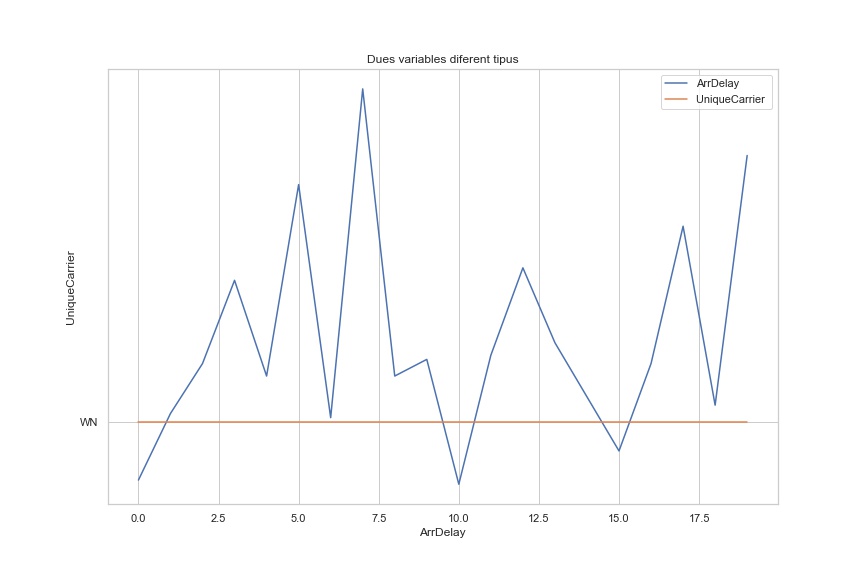 Dues variables diferent tipus
ArrDelay
UniqueCarrier
UniqueCarrier
WN
0.0 2.5 5.0 7.5 10.0 12.5 15.0 17.5
ArrDelay